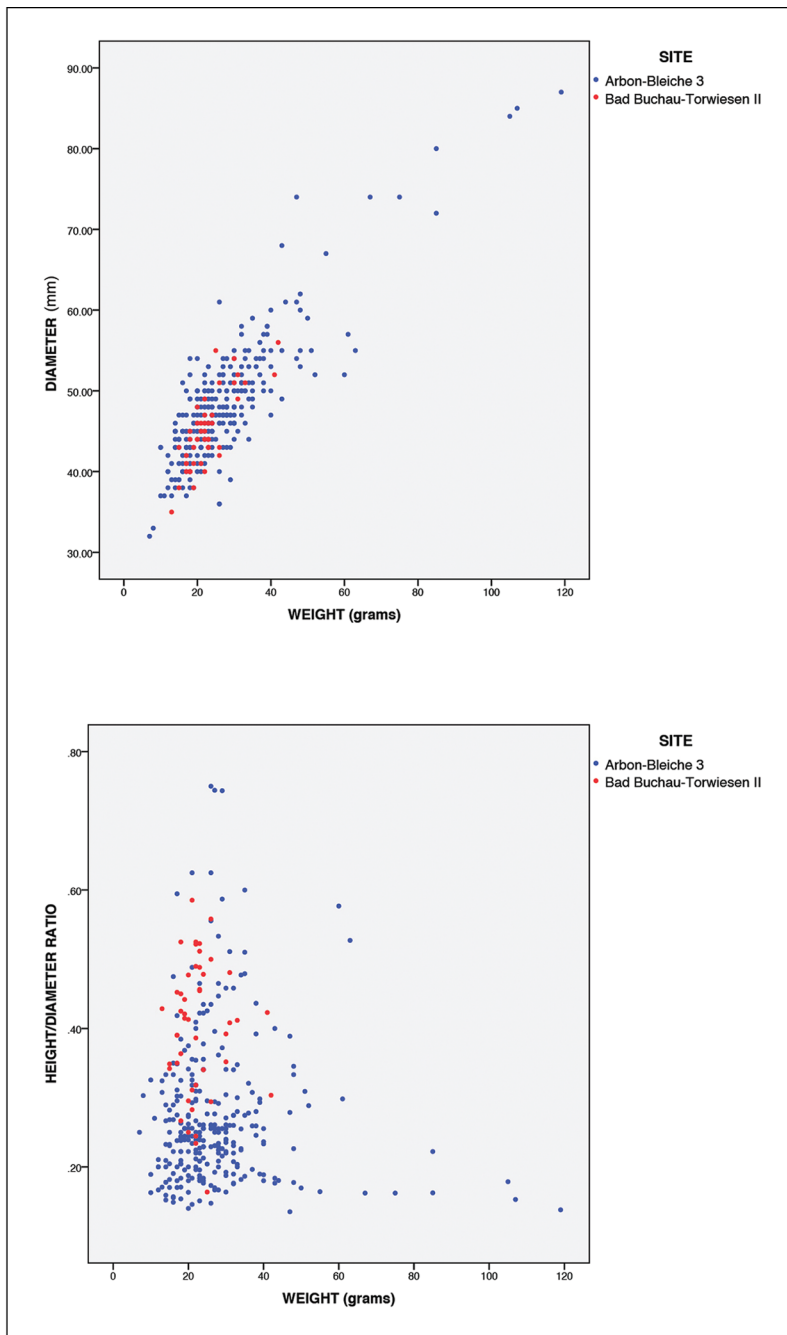 SITE
Arbon-Bleiche 3
Bad Buchau-Torwiesen II
90.00
80.00
70.00
60.00
50.00
40.00
30.00
DIAMETER (mm)
0 20 40 60 80 100 120
WEIGHT (grams)
SITE
Arbon-Bleiche 3
Bad Buchau-Torwiesen II
.80
.60
.40
.20
HEIGHT/DIAMETER RATIO
0 20 40 60 80 100 120
WEIGHT (grams)